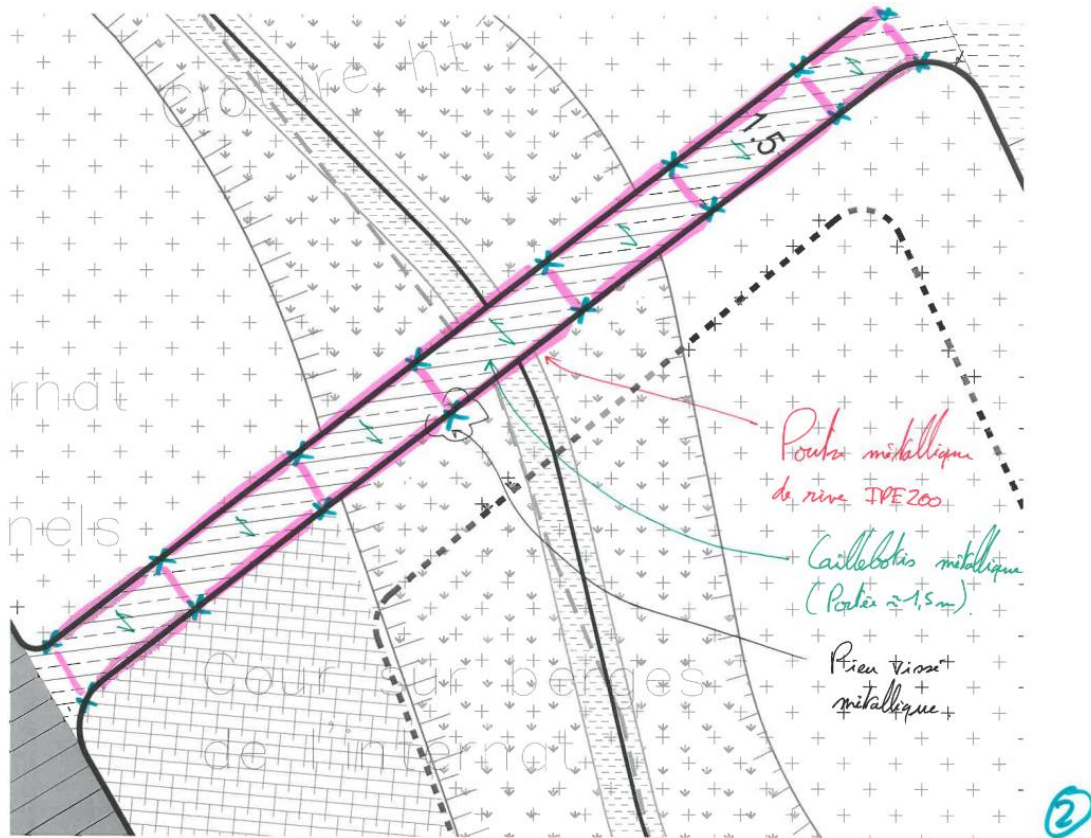 cloture ht
1.5
rnat
nels
Poutre métallique
de rive IPE200
Caillebotis métallique
(Portée ≈ 1,5 m)
Pieu vissé
métallique
Cour sur berges
de l'internat
2